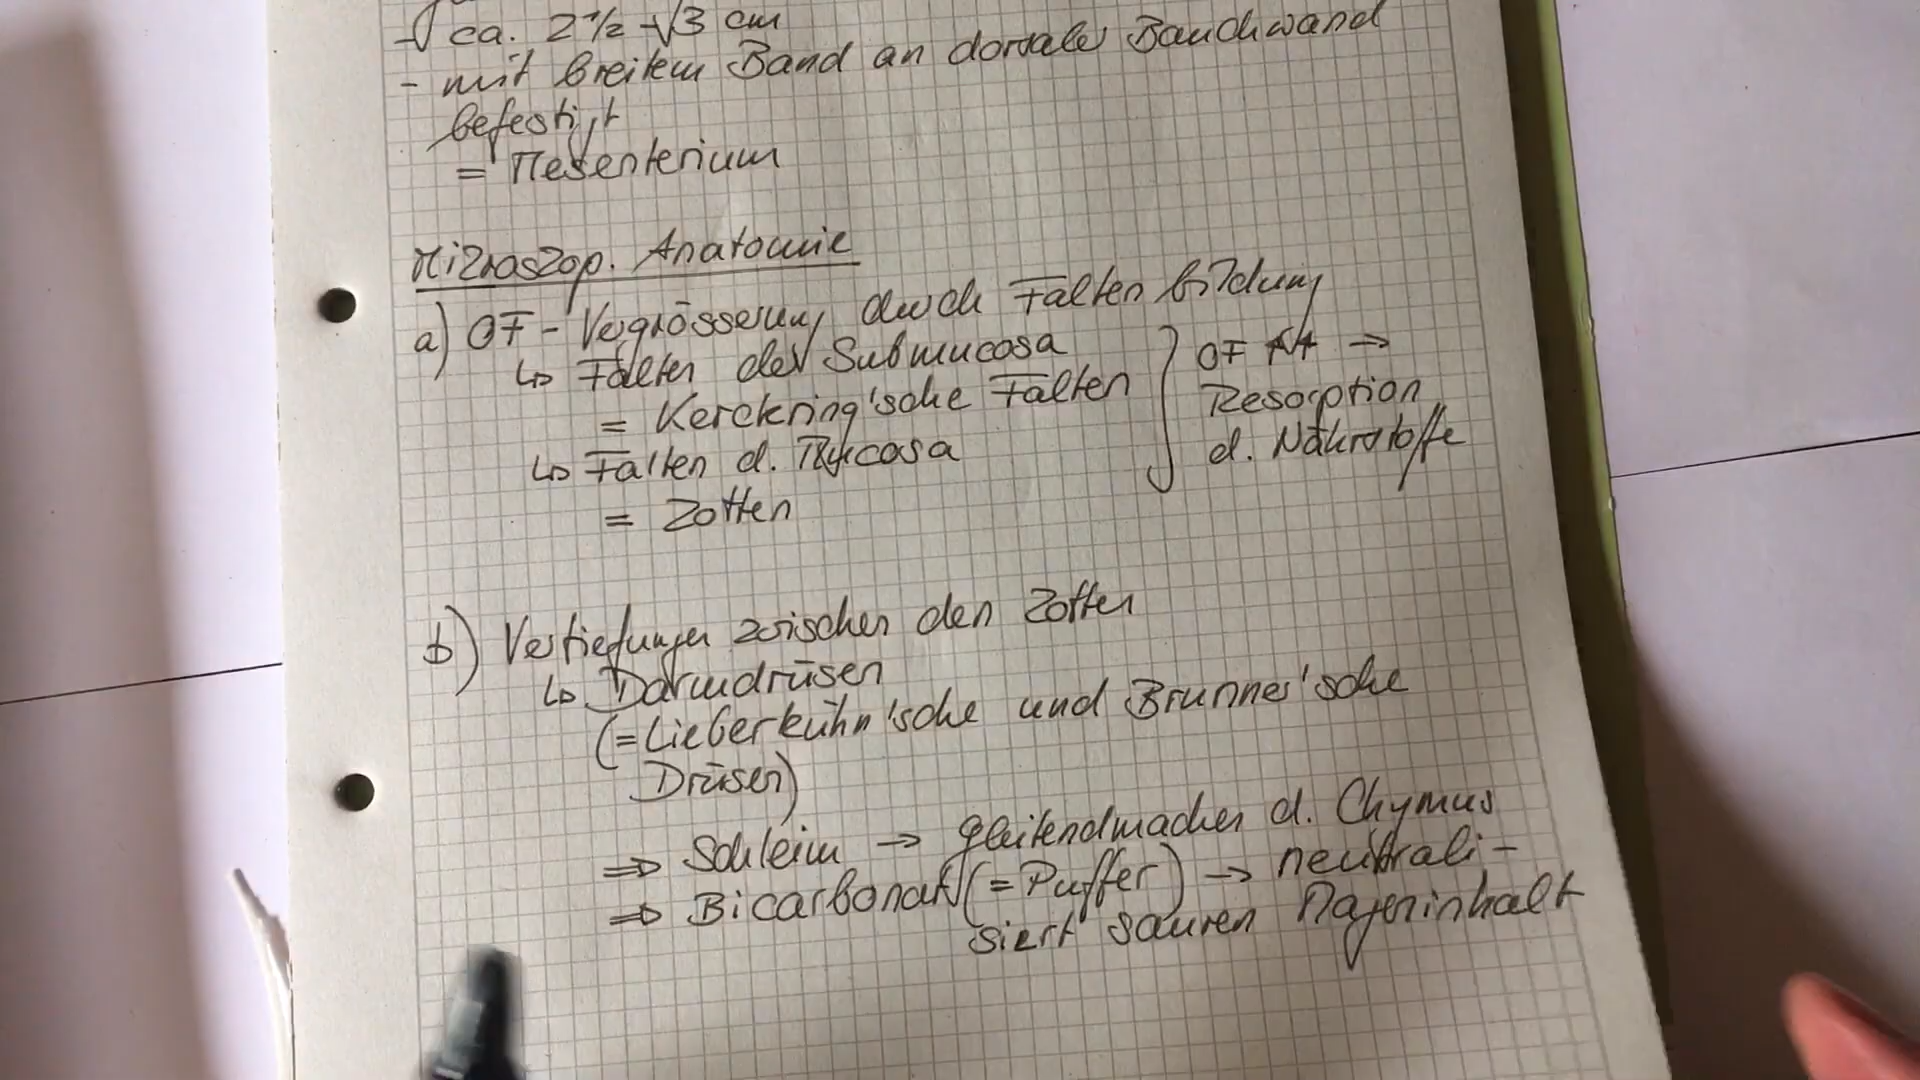 - ca. 2 1/2 - 3 cm
- mit breitem Band an dorsaler Bauchwand
befestigt
= Mesenterium
Mikroskop. Anatomie
a) OF-Vergrösserung durch Faltenbildung
↳ Falten der Submucosa
= Kerckring'sche Falten
↳ Falten d. Mucosa
= Zotten
OF ↑↑ →
Resorption
d. Nährstoffe
b) Vertiefungen zwischen den Zotten
↳ Darmdrüsen
(= Lieberkühn'sche und Brunner'sche
Drüsen)
⇒ Schleim → gleitendmachen d. Chymus
⇒ Bicarbonat (= Puffer) → neutrali-
siert sauren Mageninhalt